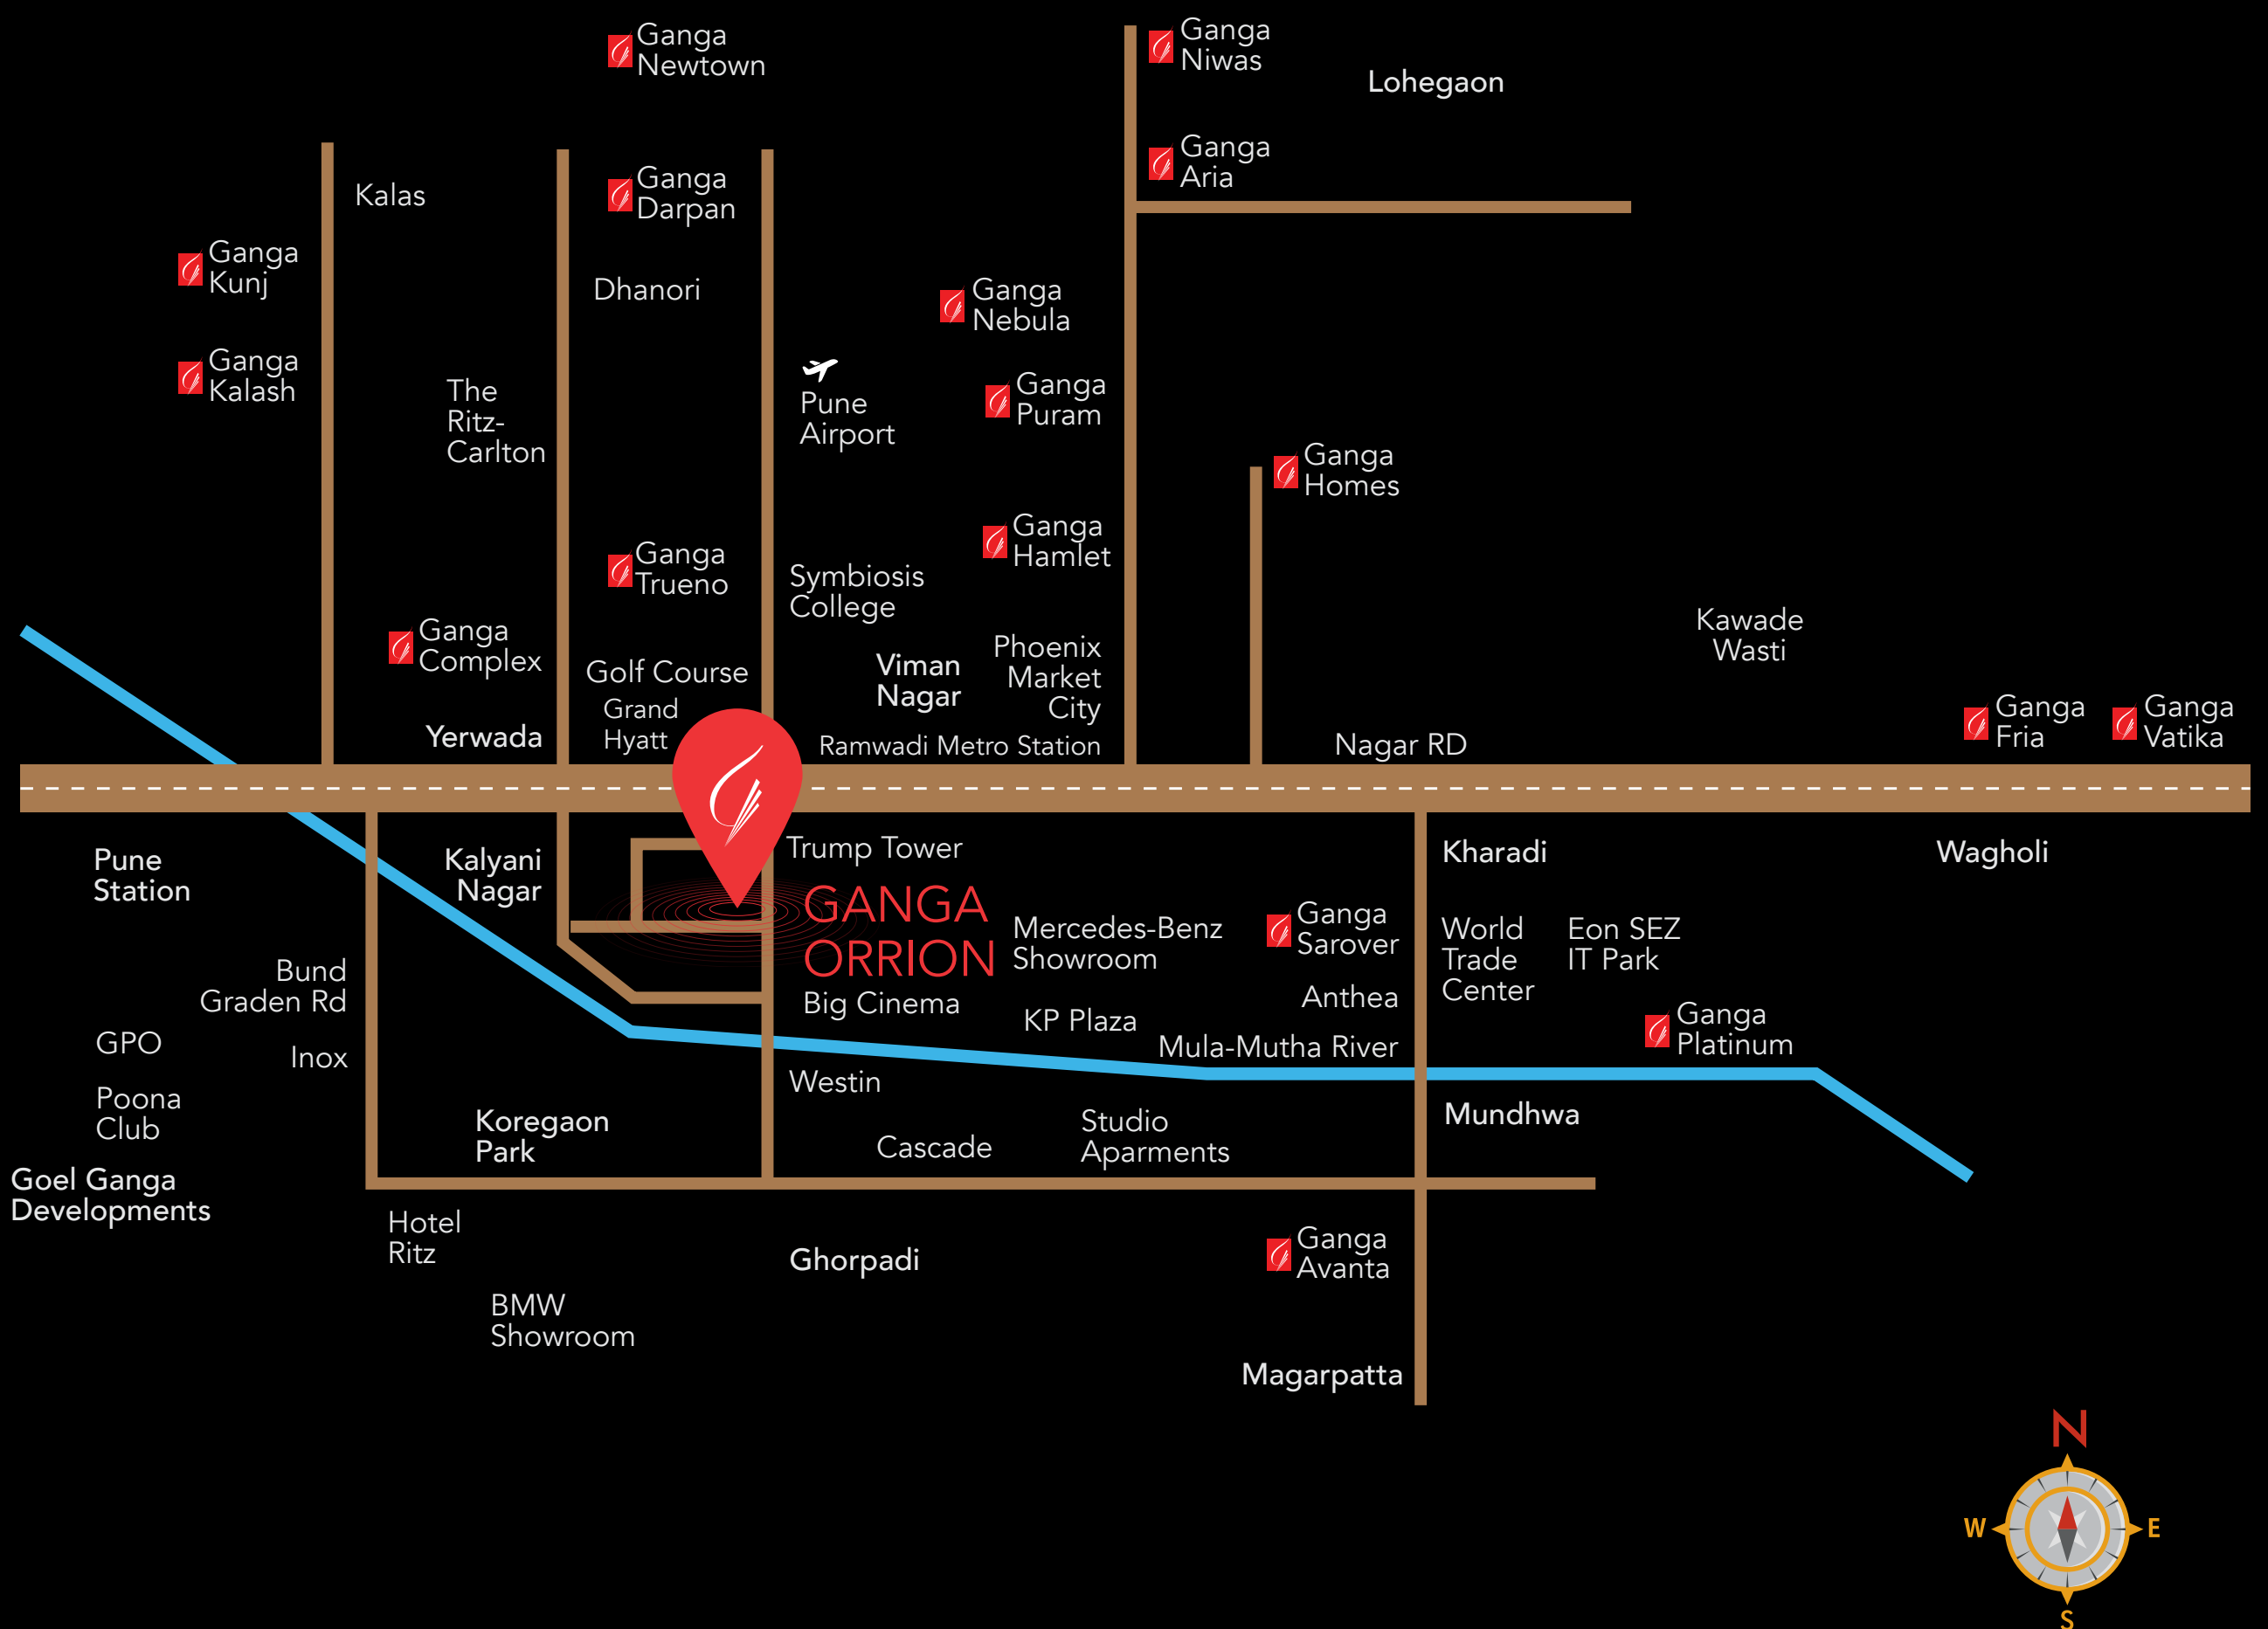 Ganga
Newtown
Ganga
Niwas
Lohegaon
Ganga
Aria
Kalas
Ganga
Darpan
Ganga
Kunj
Dhanori
Ganga
Nebula
Ganga
Kalash
The
Ritz-
Carlton
Pune
Airport
Ganga
Puram
Ganga
Homes
Ganga
Hamlet
Ganga
Trueno
Symbiosis
College
Ganga
Complex
Golf Course
Grand
Hyatt
Viman
Nagar
Phoenix
Market
City
Kawade
Wasti
Yerwada
Ramwadi Metro Station
Nagar RD
Ganga
Fria
Ganga
Vatika
Pune
Station
Kalyani
Nagar
Trump Tower
GANGA
ORRION
Kharadi
Wagholi
Mercedes-Benz
Showroom
Ganga
Sarover
World
Trade
Center
Eon SEZ
IT Park
Bund
Graden Rd
Big Cinema
Anthea
KP Plaza
Ganga
Platinum
GPO
Inox
Mula-Mutha River
Poona
Club
Westin
Koregaon
Park
Cascade
Studio
Aparments
Mundhwa
Goel Ganga
Developments
Hotel
Ritz
Ghorpadi
Ganga
Avanta
BMW
Showroom
Magarpatta
N
W
E
S